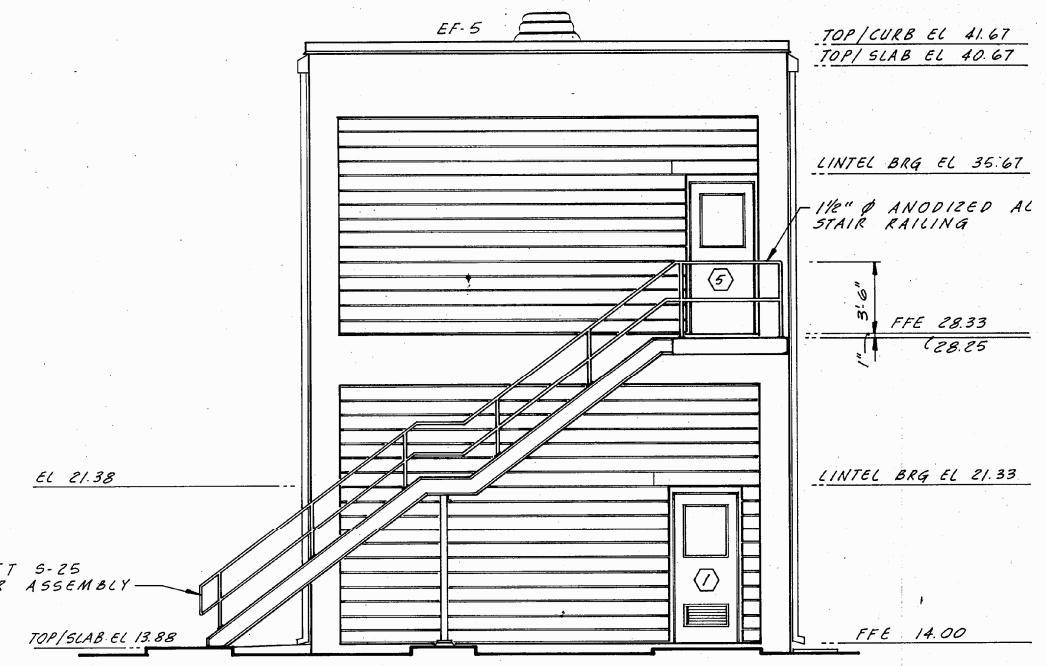 EF-5
TOP/CURB EL 41.67
TOP/SLAB EL 40.67
LINTEL BRG EL 35.67
1½" Ø ANODIZED AL
STAIR RAILING
5
3'-6"
FFE 28.33
28.25
1"
EL 21.38
LINTEL BRG EL 21.33
T S-25
R ASSEMBLY
1
TOP/SLAB EL 13.88
FFE 14.00